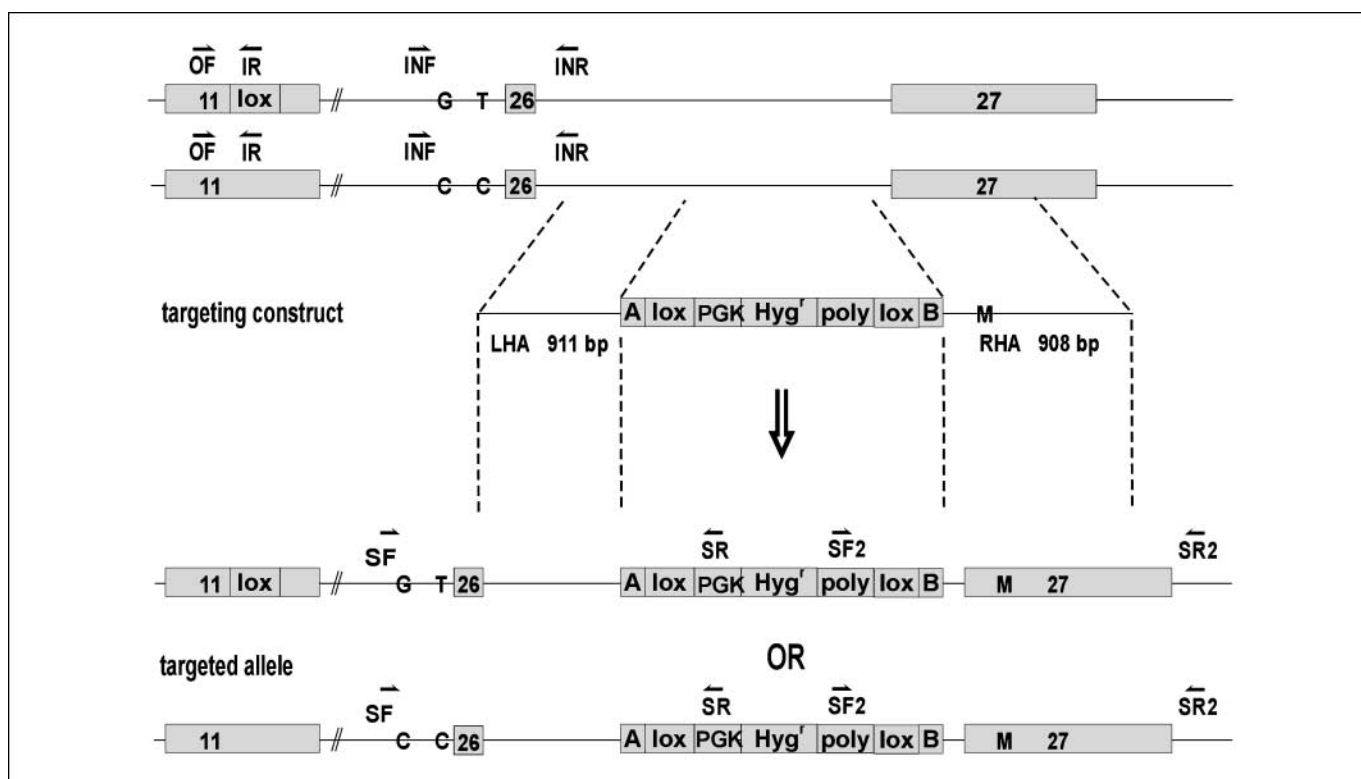 OF IR INF INR
11 lox // G T 26 27
OF IR INF INR
11 // C C 26 27
targeting construct A lox PGK Hygʳ poly lox B M
LHA 911 bp RHA 908 bp
SF SR SF2 SR2
11 lox // G T 26 A lox PGK Hygʳ poly lox B M 27
targeted allele OR
SF SR SF2 SR2
11 // C C 26 A lox PGK Hygʳ poly lox B M 27